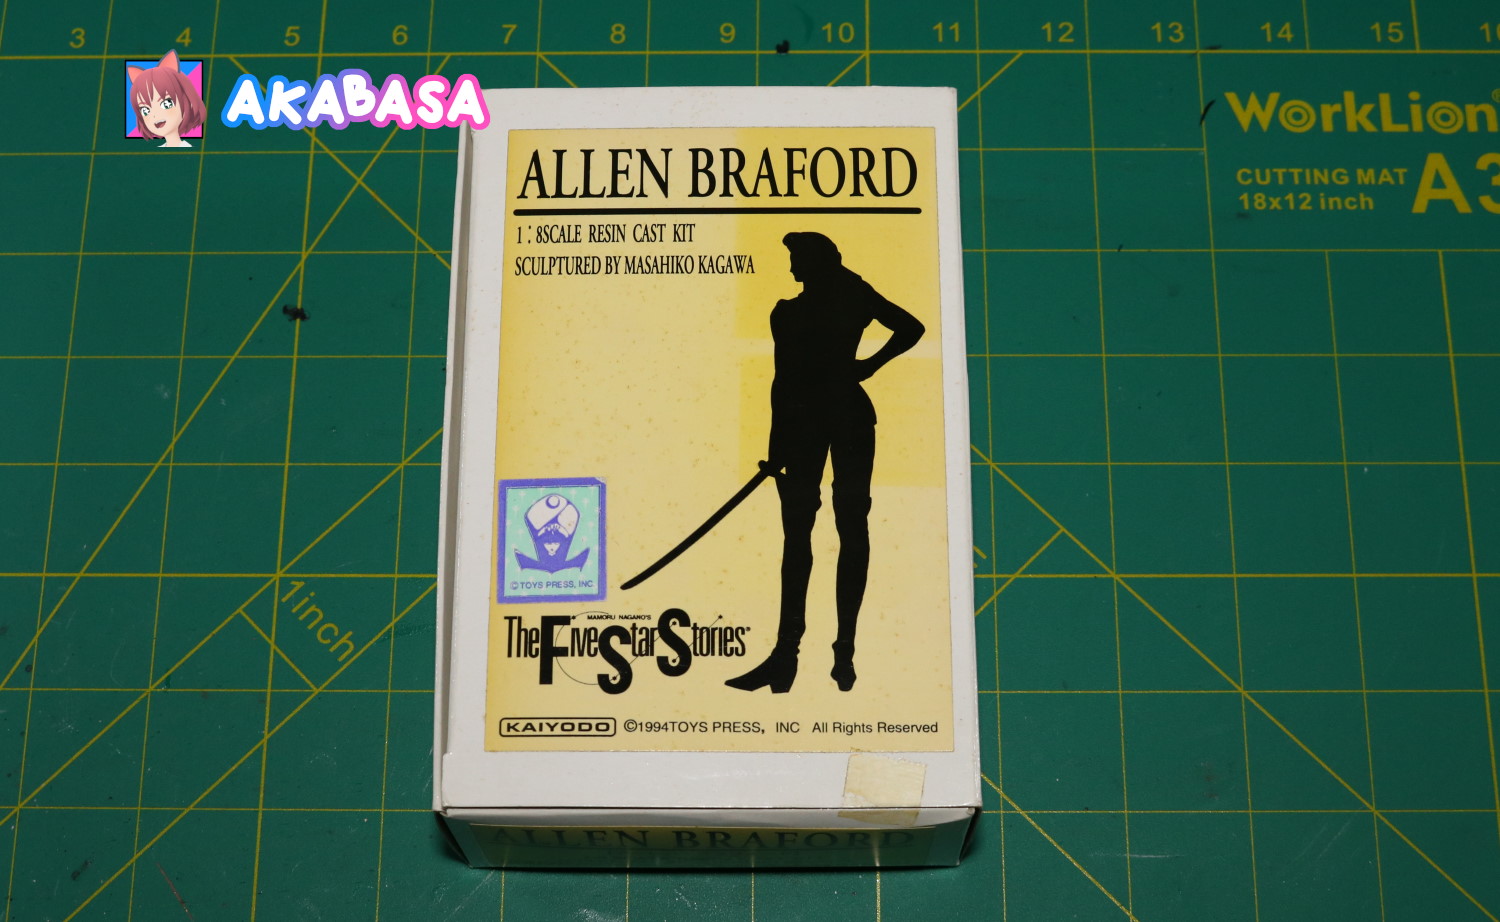 3 4 5 6 7 8 9 10 11 12 13 14 15
AKABASA
WorkLion
CUTTING MAT
18x12 inch
A3
ALLEN BRAFORD
1:8SCALE RESIN CAST KIT
SCULPTURED BY MASAHIKO KAGAWA
©TOYS PRESS, INC
1inch
MAMORU NAGANO'S
The Five Star Stories
KAIYODO ©1994TOYS PRESS, INC All Rights Reserved
ALLEN BRAFORD